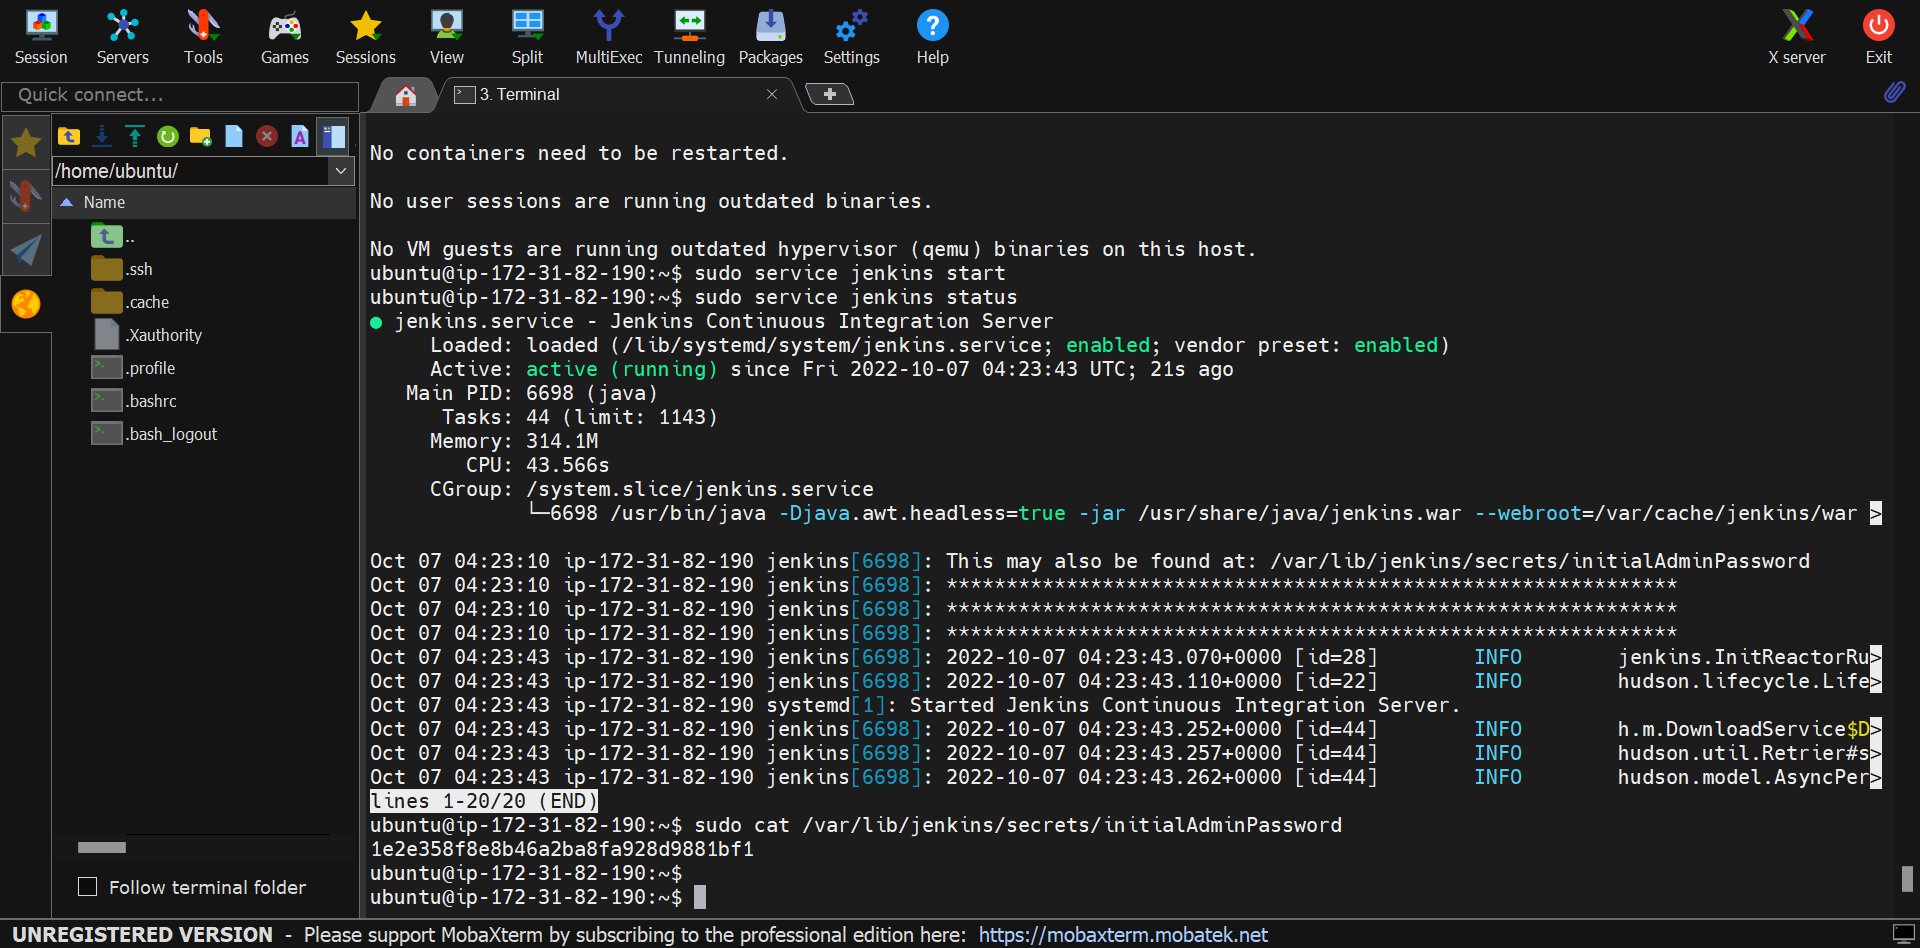 Session Servers Tools Games Sessions View Split MultiExec Tunneling Packages Settings Help X server Exit
Quick connect...
3. Terminal
/home/ubuntu/
Name
..
.ssh
.cache
.Xauthority
.profile
.bashrc
.bash_logout
Follow terminal folder
No containers need to be restarted.
No user sessions are running outdated binaries.
No VM guests are running outdated hypervisor (qemu) binaries on this host.
ubuntu@ip-172-31-82-190:~$ sudo service jenkins start
ubuntu@ip-172-31-82-190:~$ sudo service jenkins status
● jenkins.service - Jenkins Continuous Integration Server
     Loaded: loaded (/lib/systemd/system/jenkins.service; enabled; vendor preset: enabled)
     Active: active (running) since Fri 2022-10-07 04:23:43 UTC; 21s ago
   Main PID: 6698 (java)
      Tasks: 44 (limit: 1143)
     Memory: 314.1M
        CPU: 43.566s
     CGroup: /system.slice/jenkins.service
             └─6698 /usr/bin/java -Djava.awt.headless=true -jar /usr/share/java/jenkins.war --webroot=/var/cache/jenkins/war >
Oct 07 04:23:10 ip-172-31-82-190 jenkins[6698]: This may also be found at: /var/lib/jenkins/secrets/initialAdminPassword
Oct 07 04:23:10 ip-172-31-82-190 jenkins[6698]: *************************************************************
Oct 07 04:23:10 ip-172-31-82-190 jenkins[6698]: *************************************************************
Oct 07 04:23:10 ip-172-31-82-190 jenkins[6698]: *************************************************************
Oct 07 04:23:43 ip-172-31-82-190 jenkins[6698]: 2022-10-07 04:23:43.070+0000 [id=28]        INFO        jenkins.InitReactorRu>
Oct 07 04:23:43 ip-172-31-82-190 jenkins[6698]: 2022-10-07 04:23:43.110+0000 [id=22]        INFO        hudson.lifecycle.Life>
Oct 07 04:23:43 ip-172-31-82-190 systemd[1]: Started Jenkins Continuous Integration Server.
Oct 07 04:23:43 ip-172-31-82-190 jenkins[6698]: 2022-10-07 04:23:43.252+0000 [id=44]        INFO        h.m.DownloadService$D>
Oct 07 04:23:43 ip-172-31-82-190 jenkins[6698]: 2022-10-07 04:23:43.257+0000 [id=44]        INFO        hudson.util.Retrier#s>
Oct 07 04:23:43 ip-172-31-82-190 jenkins[6698]: 2022-10-07 04:23:43.262+0000 [id=44]        INFO        hudson.model.AsyncPer>
lines 1-20/20 (END)
ubuntu@ip-172-31-82-190:~$ sudo cat /var/lib/jenkins/secrets/initialAdminPassword
1e2e358f8e8b46a2ba8fa928d9881bf1
ubuntu@ip-172-31-82-190:~$
ubuntu@ip-172-31-82-190:~$
UNREGISTERED VERSION - Please support MobaXterm by subscribing to the professional edition here: https://mobaxterm.mobatek.net